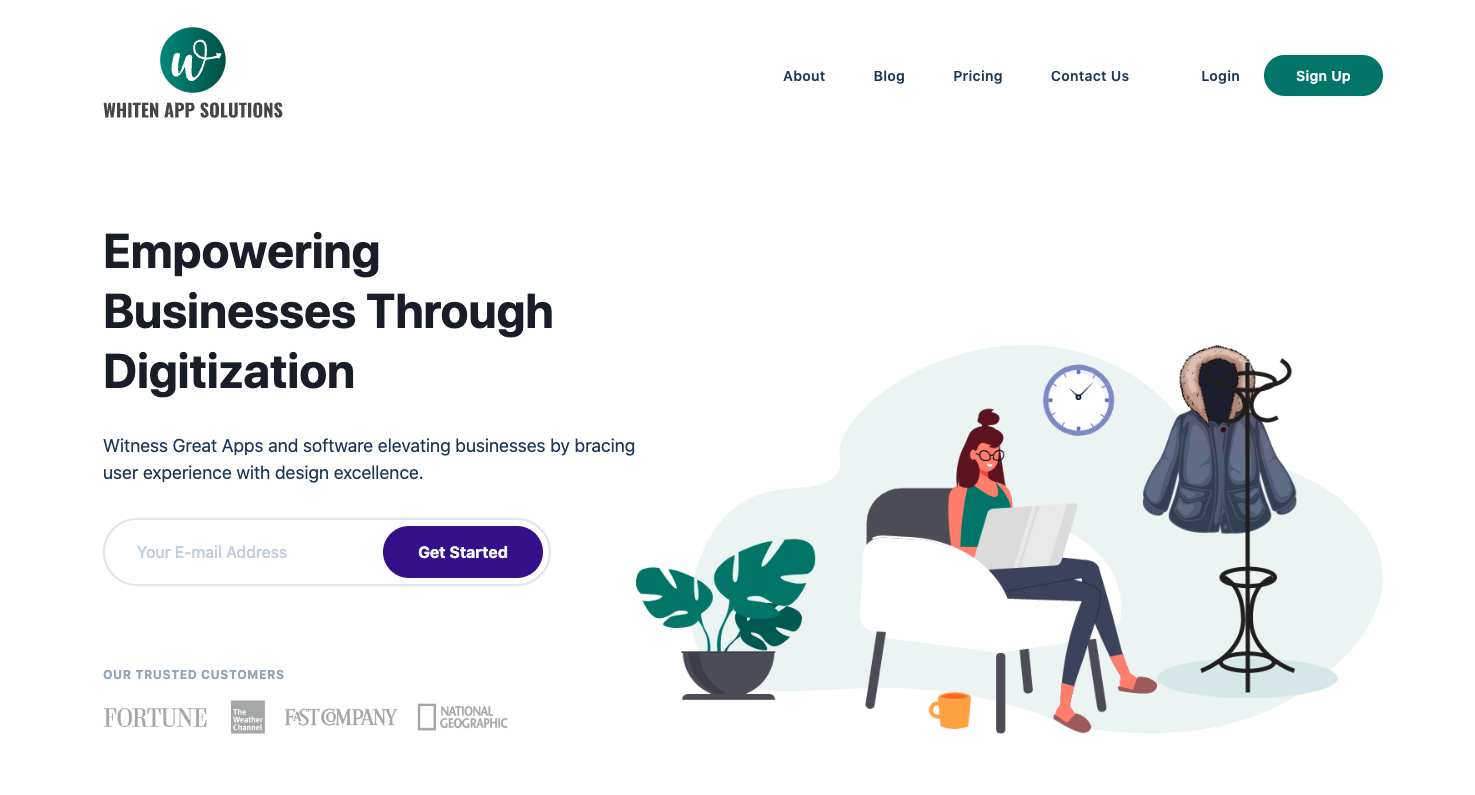 WHITEN APP SOLUTIONS
About Blog Pricing Contact Us Login Sign Up
Empowering
Businesses Through
Digitization
Witness Great Apps and software elevating businesses by bracing
user experience with design excellence.
Your E-mail Address Get Started
OUR TRUSTED CUSTOMERS
FORTUNE
The
Weather
Channel
FAST COMPANY
NATIONAL
GEOGRAPHIC